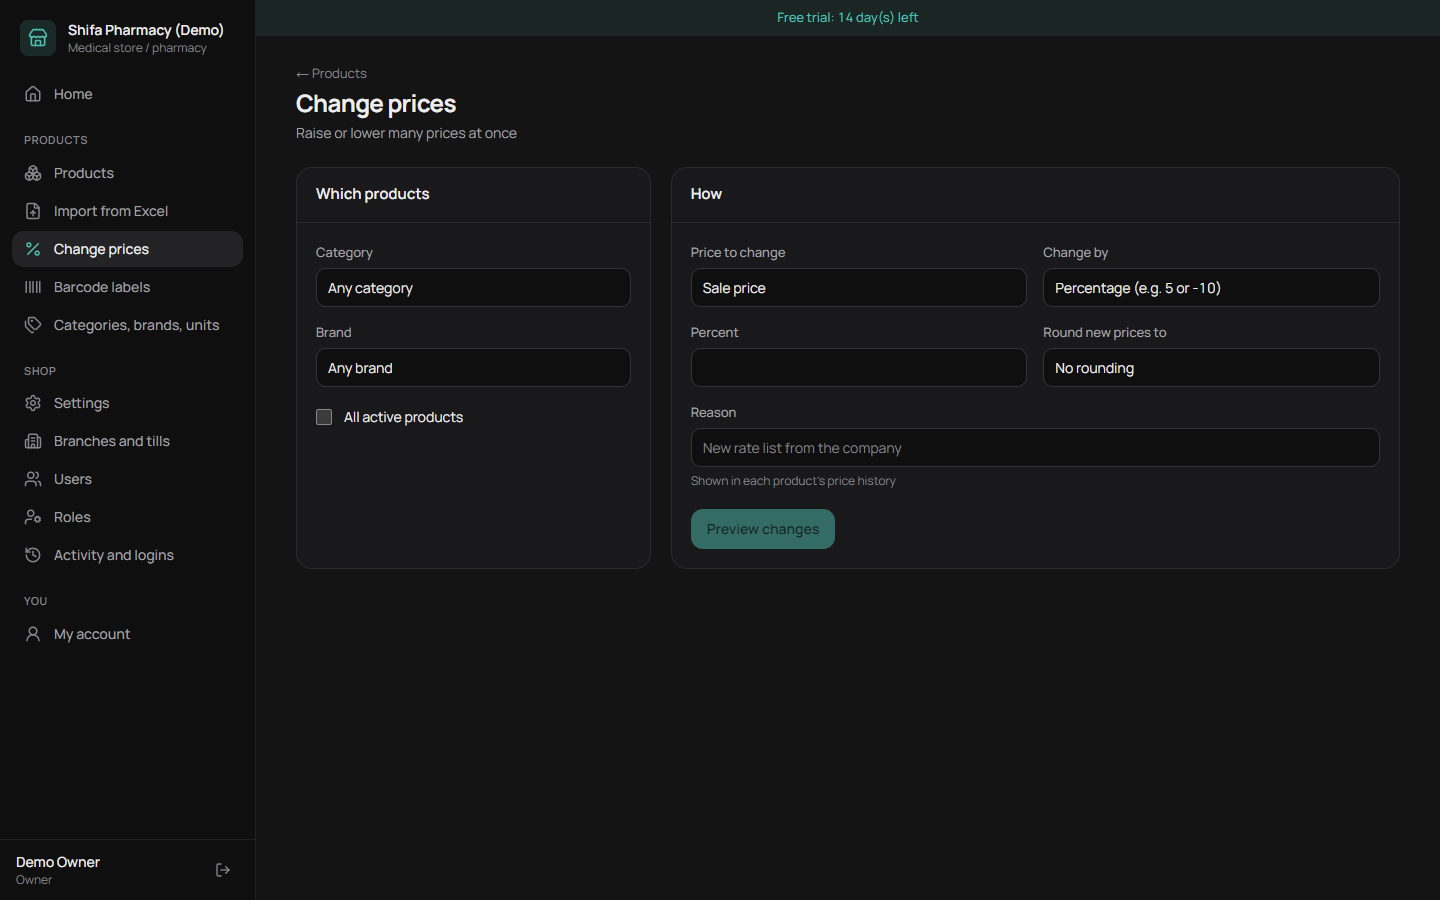 Shifa Pharmacy (Demo)
Medical store / pharmacy
Home
PRODUCTS
Products
Import from Excel
Change prices
Barcode labels
Categories, brands, units
SHOP
Settings
Branches and tills
Users
Roles
Activity and logins
YOU
My account
Demo Owner
Owner
Free trial: 14 day(s) left
← Products
Change prices
Raise or lower many prices at once
Which products
Category
Any category
Brand
Any brand
All active products
How
Price to change
Sale price
Change by
Percentage (e.g. 5 or -10)
Percent
Round new prices to
No rounding
Reason
New rate list from the company
Shown in each product's price history
Preview changes